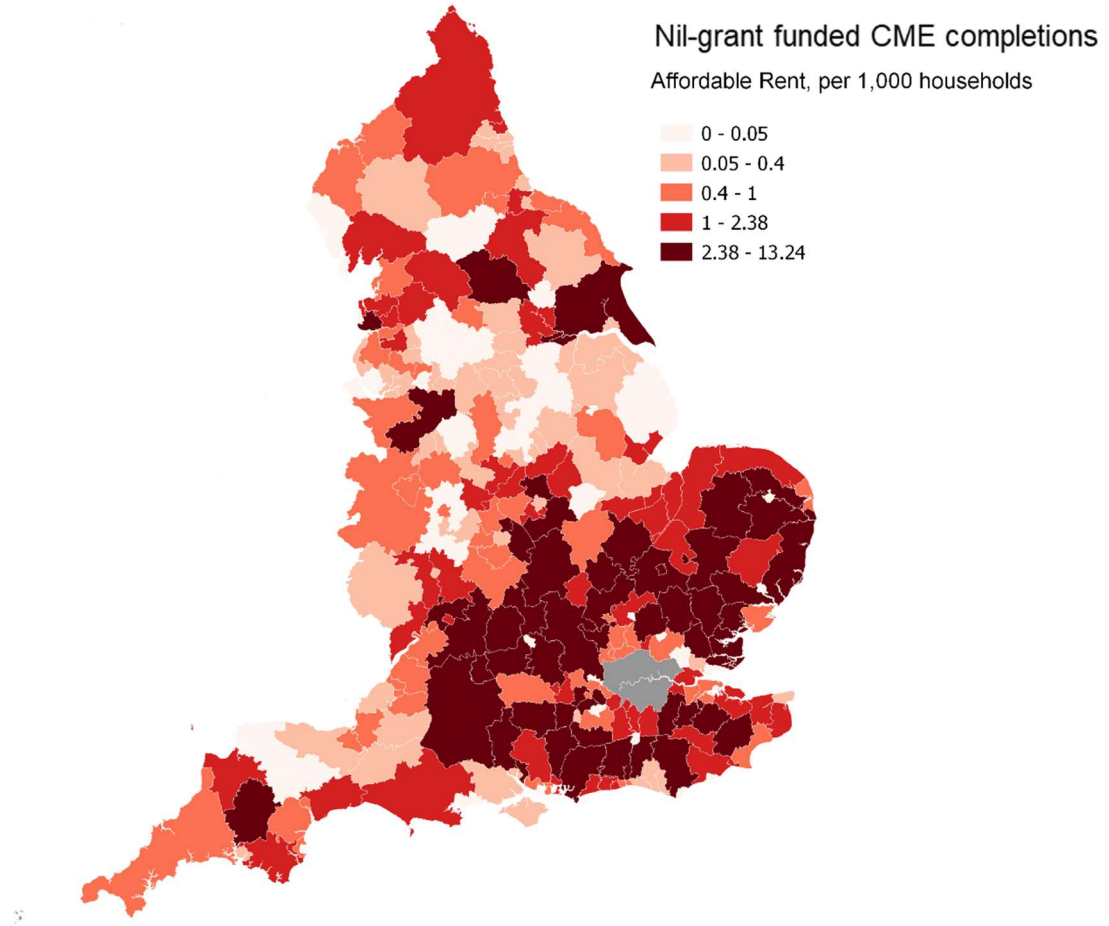 Nil-grant funded CME completions
Affordable Rent, per 1,000 households
0 - 0.05
0.05 - 0.4
0.4 - 1
1 - 2.38
2.38 - 13.24